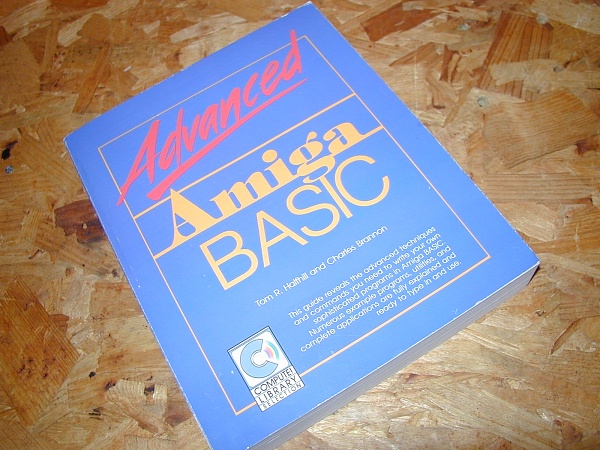 Advanced
Amiga
BASIC
Tom R. Halfhill and Charles Brannon
This guide reveals the advanced techniques
and commands you need to write your own
sophisticated programs in Amiga BASIC.
Numerous example programs, utilities, and
complete applications are fully explained and
ready to type in and use.
C
COMPUTE!
LIBRARY
SELECTION